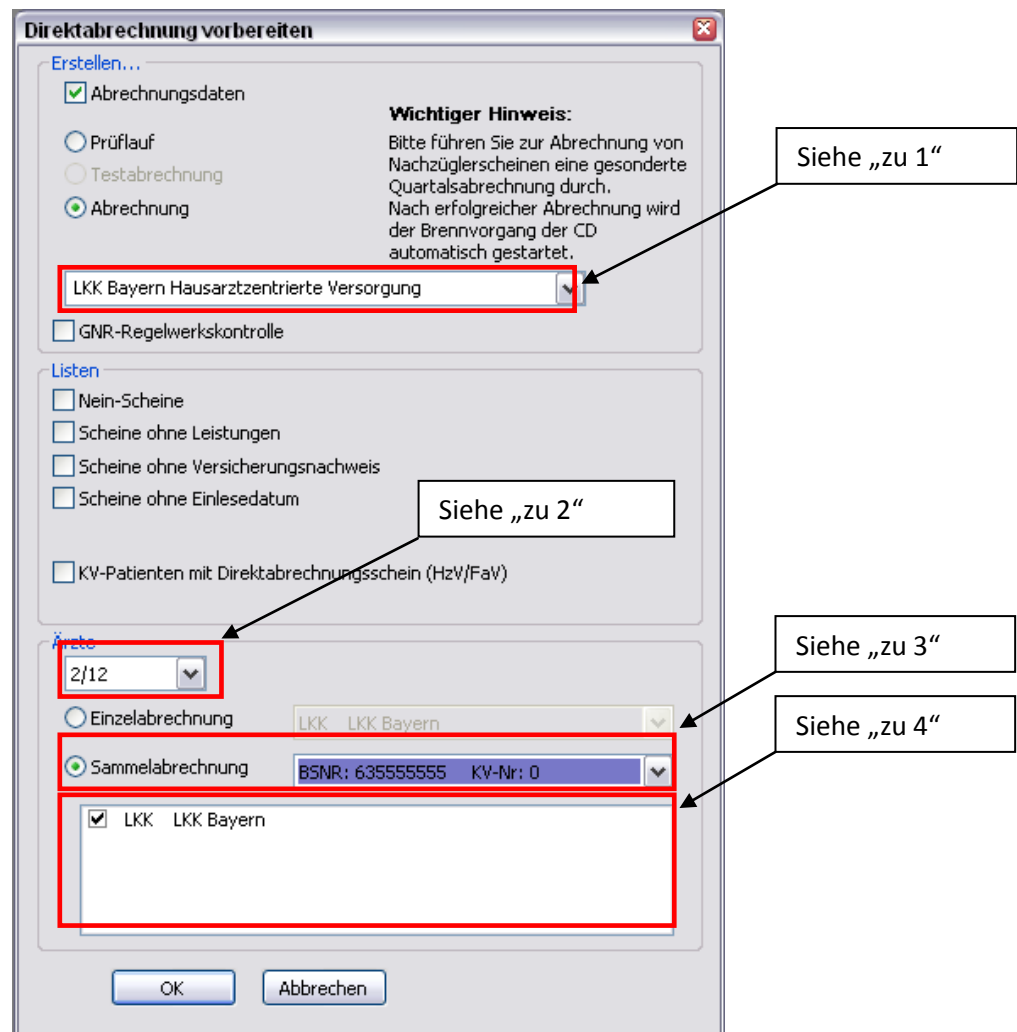 Direktabrechnung vorbereiten
Erstellen...
Abrechnungsdaten
Wichtiger Hinweis:
Prüflauf
Testabrechnung
Abrechnung
Bitte führen Sie zur Abrechnung von
Nachzüglerscheinen eine gesonderte
Quartalsabrechnung durch.
Nach erfolgreicher Abrechnung wird
der Brennvorgang der CD
automatisch gestartet.
Siehe „zu 1“
LKK Bayern Hausarztzentrierte Versorgung
GNR-Regelwerkskontrolle
Listen
Nein-Scheine
Scheine ohne Leistungen
Scheine ohne Versicherungsnachweis
Scheine ohne Einlesedatum
Siehe „zu 2“
KV-Patienten mit Direktabrechnungsschein (HzV/FaV)
Ärzte
2/12
Siehe „zu 3“
Einzelabrechnung
LKK LKK Bayern
Siehe „zu 4“
Sammelabrechnung
BSNR: 635555555 KV-Nr: 0
LKK LKK Bayern
OK
Abbrechen